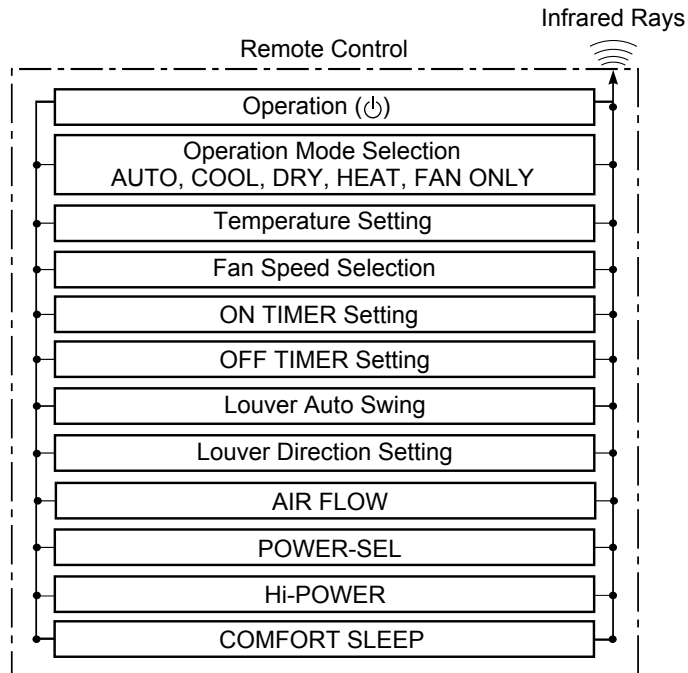 Infrared Rays
Remote Control
Operation (⏻)
Operation Mode Selection
AUTO, COOL, DRY, HEAT, FAN ONLY
Temperature Setting
Fan Speed Selection
ON TIMER Setting
OFF TIMER Setting
Louver Auto Swing
Louver Direction Setting
AIR FLOW
POWER-SEL
Hi-POWER
COMFORT SLEEP